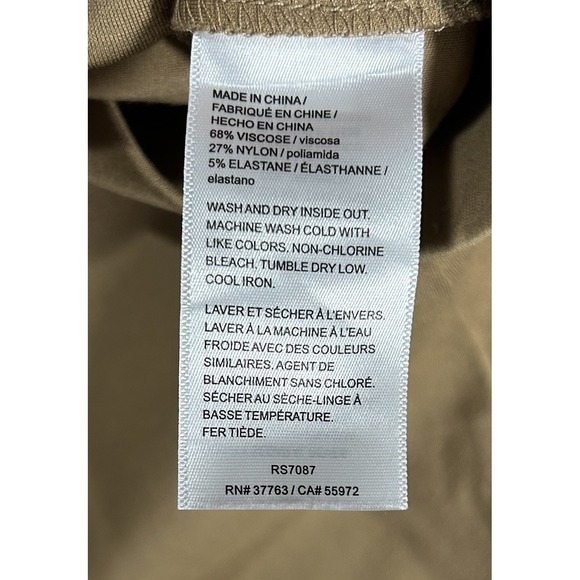 MADE IN CHINA /
FABRIQUÉ EN CHINE /
HECHO EN CHINA
68% VISCOSE / viscosa
27% NYLON / poliamida
5% ELASTANE / ÉLASTHANNE /
elastano
WASH AND DRY INSIDE OUT.
MACHINE WASH COLD WITH
LIKE COLORS. NON-CHLORINE
BLEACH. TUMBLE DRY LOW.
COOL IRON.
LAVER ET SÉCHER À L'ENVERS.
LAVER À LA MACHINE À L'EAU
FROIDE AVEC DES COULEURS
SIMILAIRES. AGENT DE
BLANCHIMENT SANS CHLORÉ.
SÉCHER AU SÈCHE-LINGE À
BASSE TEMPÉRATURE.
FER TIÈDE.
RS7087
RN# 37763 / CA# 55972